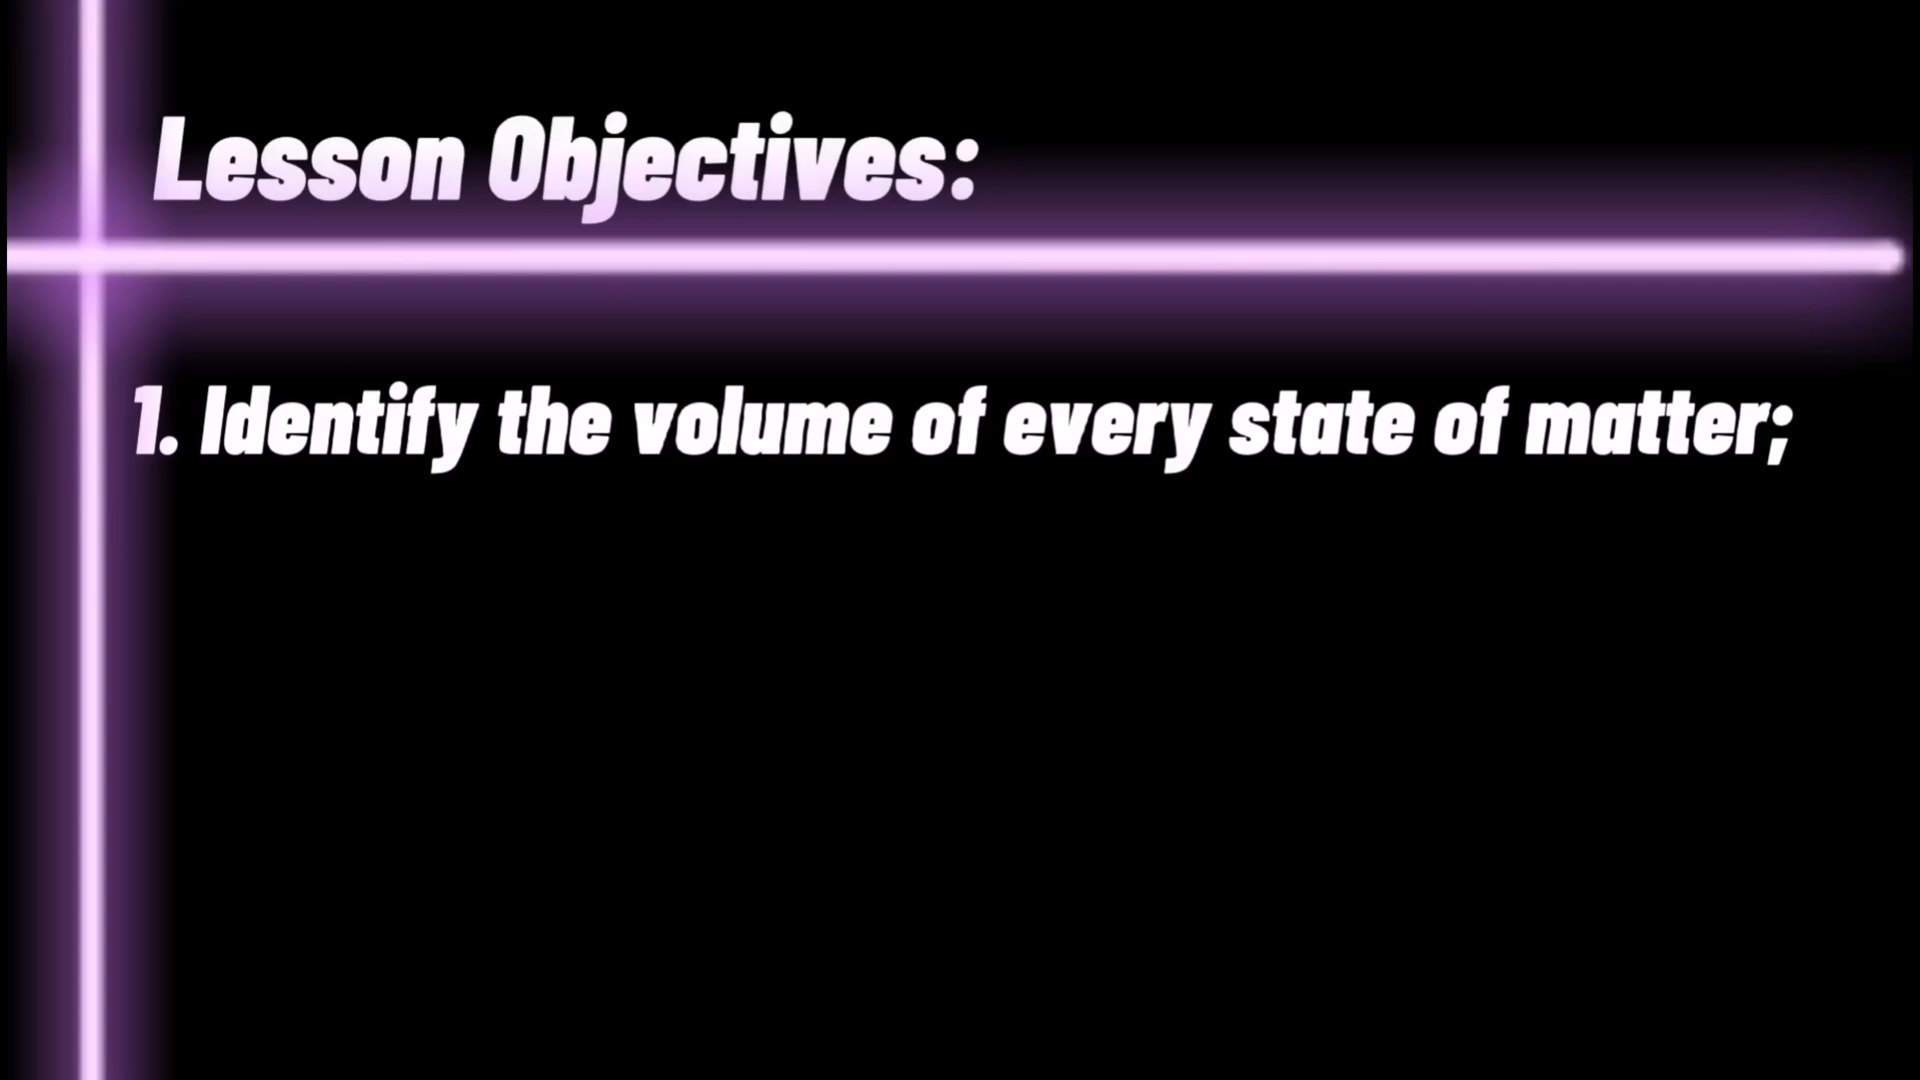 Lesson Objectives:
1. Identify the volume of every state of matter;